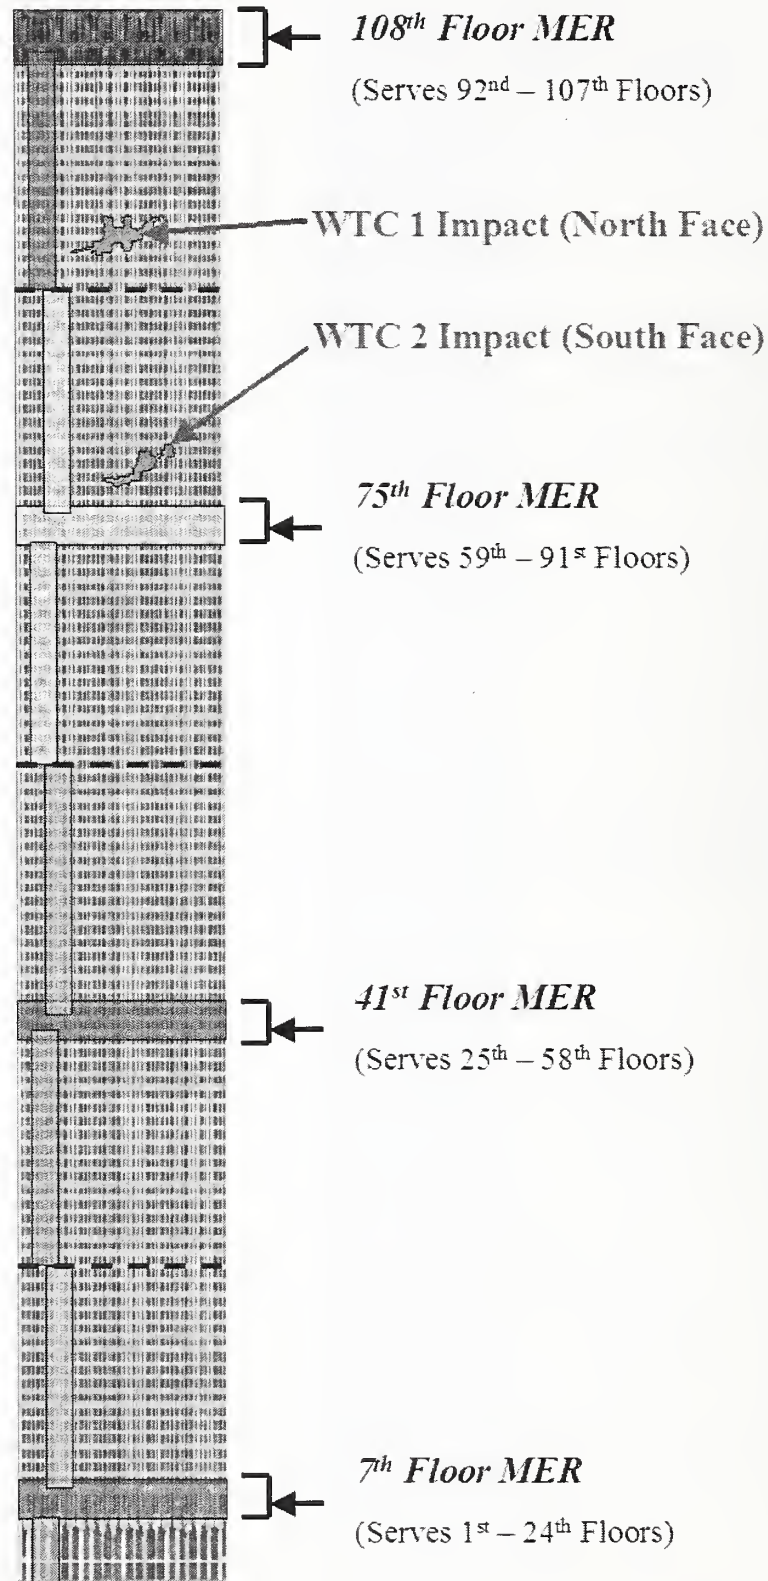 108th Floor MER
(Serves 92nd – 107th Floors)
WTC 1 Impact (North Face)
WTC 2 Impact (South Face)
75th Floor MER
(Serves 59th – 91st Floors)
41st Floor MER
(Serves 25th – 58th Floors)
7th Floor MER
(Serves 1st – 24th Floors)